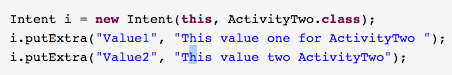 Intent i = new Intent(this, ActivityTwo.class);
i.putExtra("Value1", "This value one for ActivityTwo ");
i.putExtra("Value2", "This value two ActivityTwo");